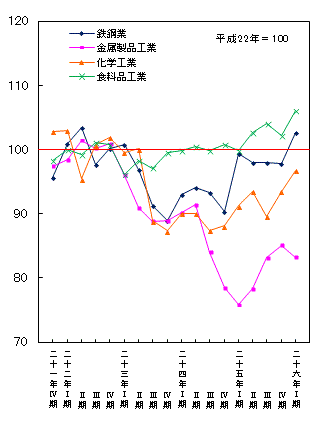 鉄鋼業
金属製品工業
化学工業
食料品工業
平成22年＝100
120
110
100
90
80
70
二十一年Ⅳ期
二十二年Ⅰ期
Ⅱ期
Ⅲ期
Ⅳ期
二十三年Ⅰ期
Ⅱ期
Ⅲ期
Ⅳ期
二十四年Ⅰ期
Ⅱ期
Ⅲ期
Ⅳ期
二十五年Ⅰ期
Ⅱ期
Ⅲ期
Ⅳ期
二十六年Ⅰ期